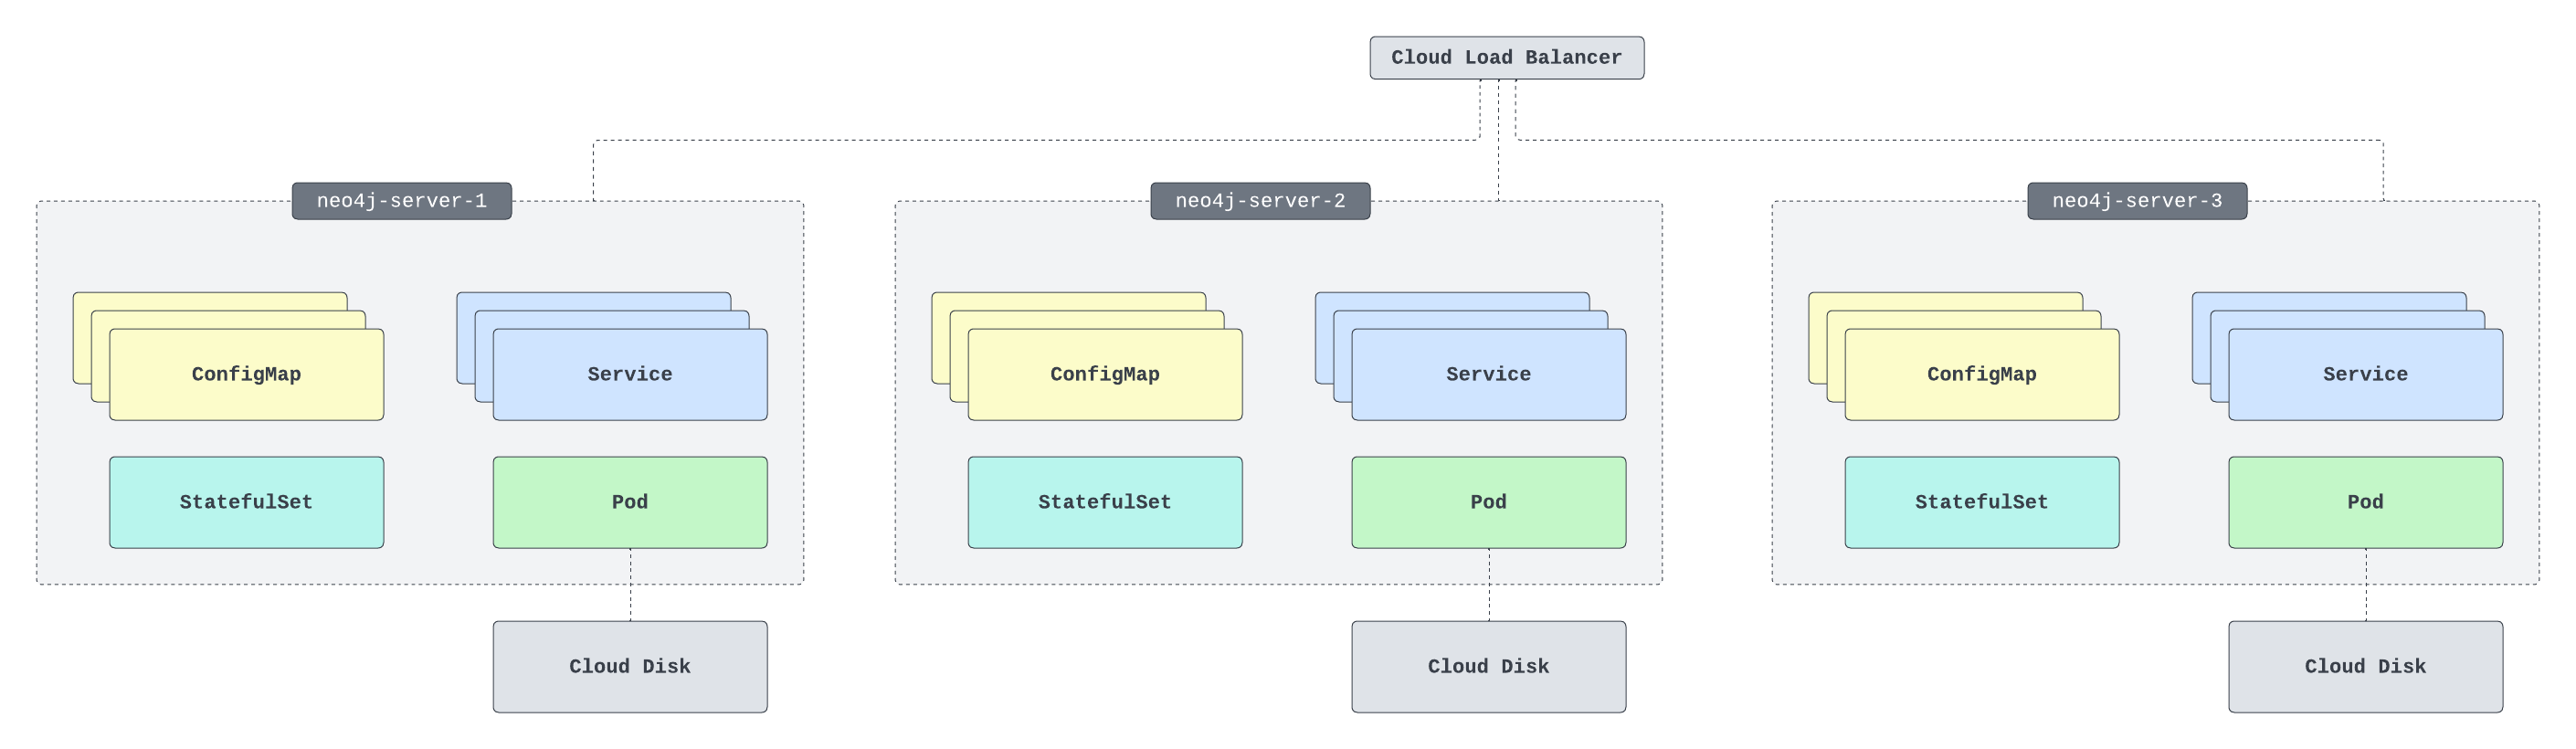 Cloud Load Balancer
neo4j-server-1
neo4j-server-2
neo4j-server-3
ConfigMap
Service
ConfigMap
Service
ConfigMap
Service
StatefulSet
Pod
StatefulSet
Pod
StatefulSet
Pod
Cloud Disk
Cloud Disk
Cloud Disk